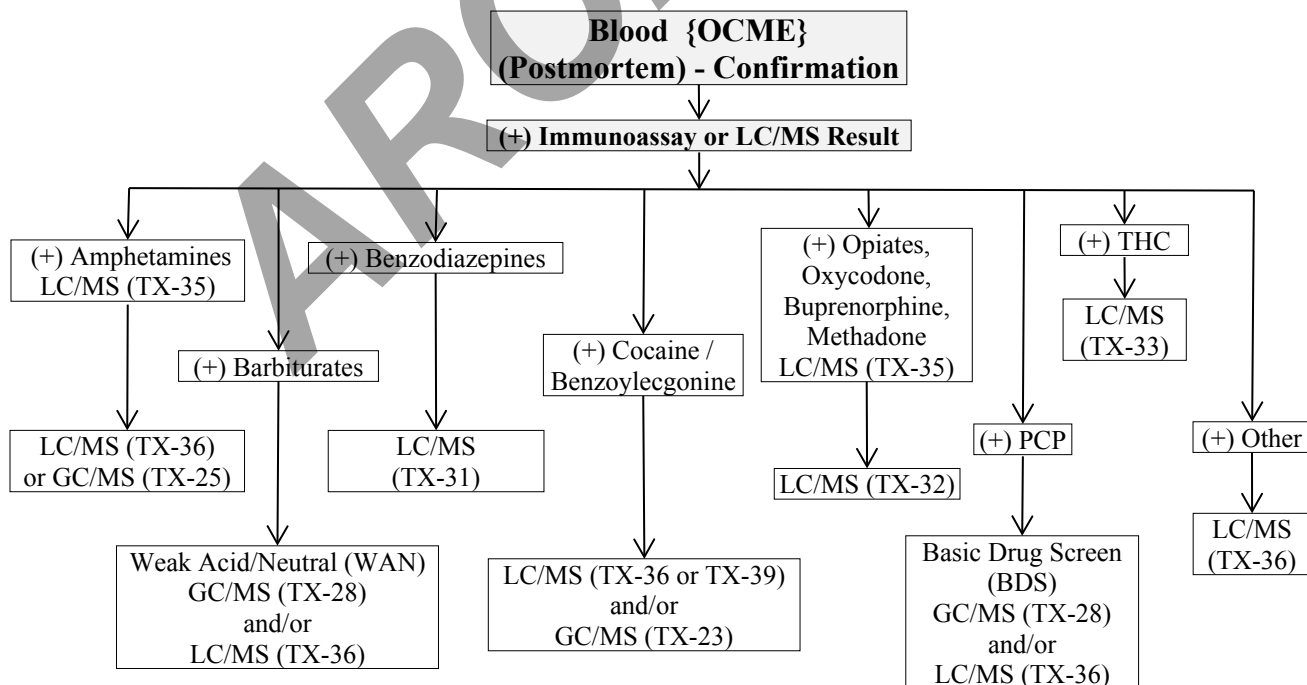 Blood {OCME}
(Postmortem) - Confirmation
(+) Immunoassay or LC/MS Result
(+) Amphetamines
LC/MS (TX-35)
(+) Barbiturates
(+) Benzodiazepines
(+) Cocaine /
Benzoylecgonine
(+) Opiates,
Oxycodone,
Buprenorphine,
Methadone
LC/MS (TX-35)
(+) PCP
(+) THC
(+) Other
LC/MS (TX-36)
or GC/MS (TX-25)
Weak Acid/Neutral (WAN)
GC/MS (TX-28)
and/or
LC/MS (TX-36)
LC/MS
(TX-31)
LC/MS (TX-36 or TX-39)
and/or
GC/MS (TX-23)
LC/MS (TX-32)
Basic Drug Screen
(BDS)
GC/MS (TX-28)
and/or
LC/MS (TX-36)
LC/MS
(TX-33)
LC/MS
(TX-36)